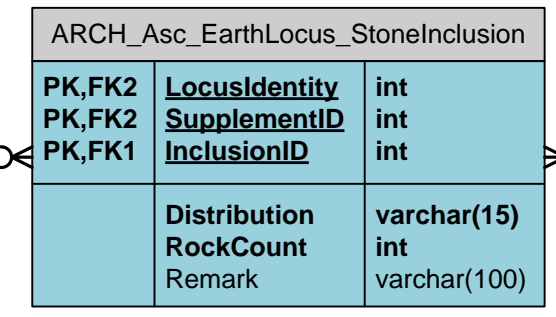 ARCH_Asc_EarthLocus_StoneInclusion
PK,FK2 LocusIdentity int
PK,FK2 SupplementID int
PK,FK1 InclusionID int
Distribution varchar(15)
RockCount int
Remark varchar(100)